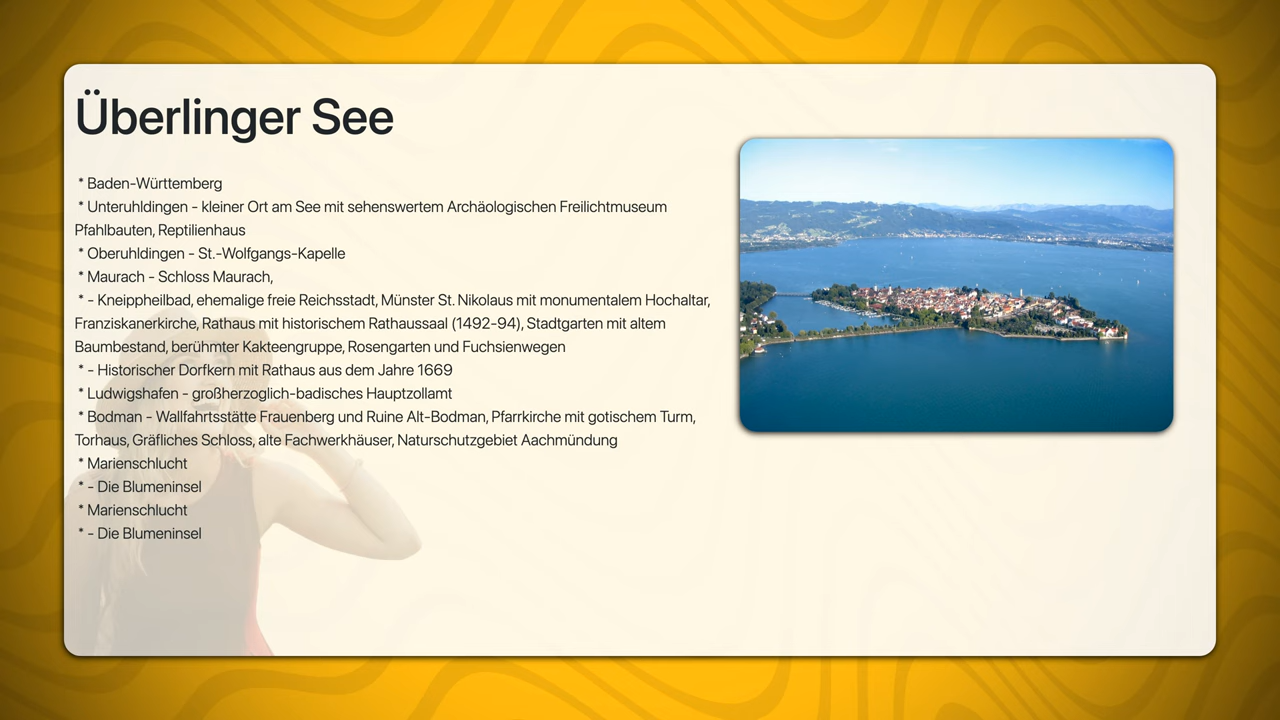 Überlinger See
* Baden-Württemberg
* Unteruhldingen - kleiner Ort am See mit sehenswertem Archäologischen Freilichtmuseum
Pfahlbauten, Reptilienhaus
* Oberuhldingen - St.-Wolfgangs-Kapelle
* Maurach - Schloss Maurach,
* - Kneippheilbad, ehemalige freie Reichsstadt, Münster St. Nikolaus mit monumentalem Hochaltar,
Franziskanerkirche, Rathaus mit historischem Rathaussaal (1492-94), Stadtgarten mit altem
Baumbestand, berühmter Kakteengruppe, Rosengarten und Fuchsienwegen
* - Historischer Dorfkern mit Rathaus aus dem Jahre 1669
* Ludwigshafen - großherzoglich-badisches Hauptzollamt
* Bodman - Wallfahrtsstätte Frauenberg und Ruine Alt-Bodman, Pfarrkirche mit gotischem Turm,
Torhaus, Gräfliches Schloss, alte Fachwerkhäuser, Naturschutzgebiet Aachmündung
* Marienschlucht
* - Die Blumeninsel
* Marienschlucht
* - Die Blumeninsel